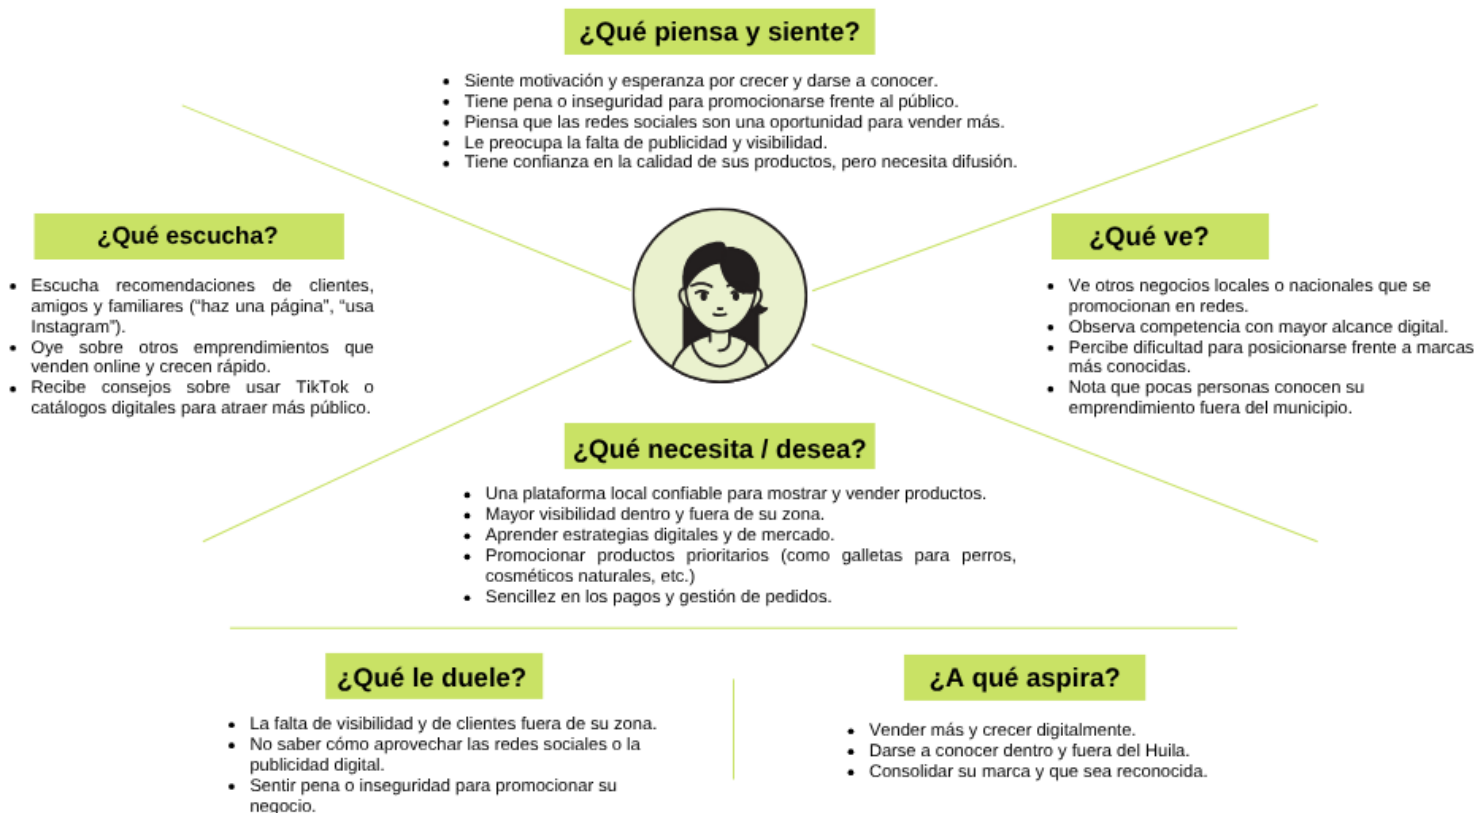 ¿Qué piensa y siente?
• Siente motivación y esperanza por crecer y darse a conocer.
• Tiene pena o inseguridad para promocionarse frente al público.
• Piensa que las redes sociales son una oportunidad para vender más.
• Le preocupa la falta de publicidad y visibilidad.
• Tiene confianza en la calidad de sus productos, pero necesita difusión.
¿Qué escucha?
• Escucha recomendaciones de clientes,
amigos y familiares (“haz una página”, “usa
Instagram”).
• Oye sobre otros emprendimientos que
venden online y crecen rápido.
• Recibe consejos sobre usar TikTok o
catálogos digitales para atraer más público.
¿Qué ve?
• Ve otros negocios locales o nacionales que se
promocionan en redes.
• Observa competencia con mayor alcance digital.
• Percibe dificultad para posicionarse frente a marcas
más conocidas.
• Nota que pocas personas conocen su
emprendimiento fuera del municipio.
¿Qué necesita / desea?
• Una plataforma local confiable para mostrar y vender productos.
• Mayor visibilidad dentro y fuera de su zona.
• Aprender estrategias digitales y de mercado.
• Promocionar productos prioritarios (como galletas para perros,
cosméticos naturales, etc.)
• Sencillez en los pagos y gestión de pedidos.
¿Qué le duele?
• La falta de visibilidad y de clientes fuera de su zona.
• No saber cómo aprovechar las redes sociales o la
publicidad digital.
• Sentir pena o inseguridad para promocionar su
negocio.
¿A qué aspira?
• Vender más y crecer digitalmente.
• Darse a conocer dentro y fuera del Huila.
• Consolidar su marca y que sea reconocida.